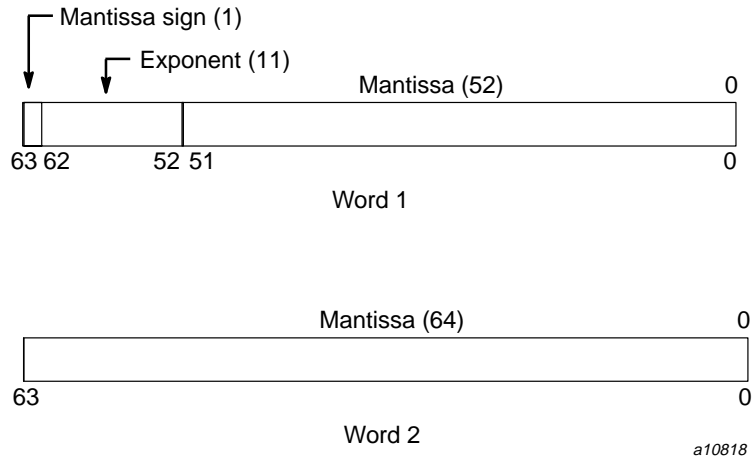 Mantissa sign (1)
Exponent (11)
Mantissa (52) 0
63 62 52 51 0
Word 1
Mantissa (64) 0
63 0
Word 2
a10818